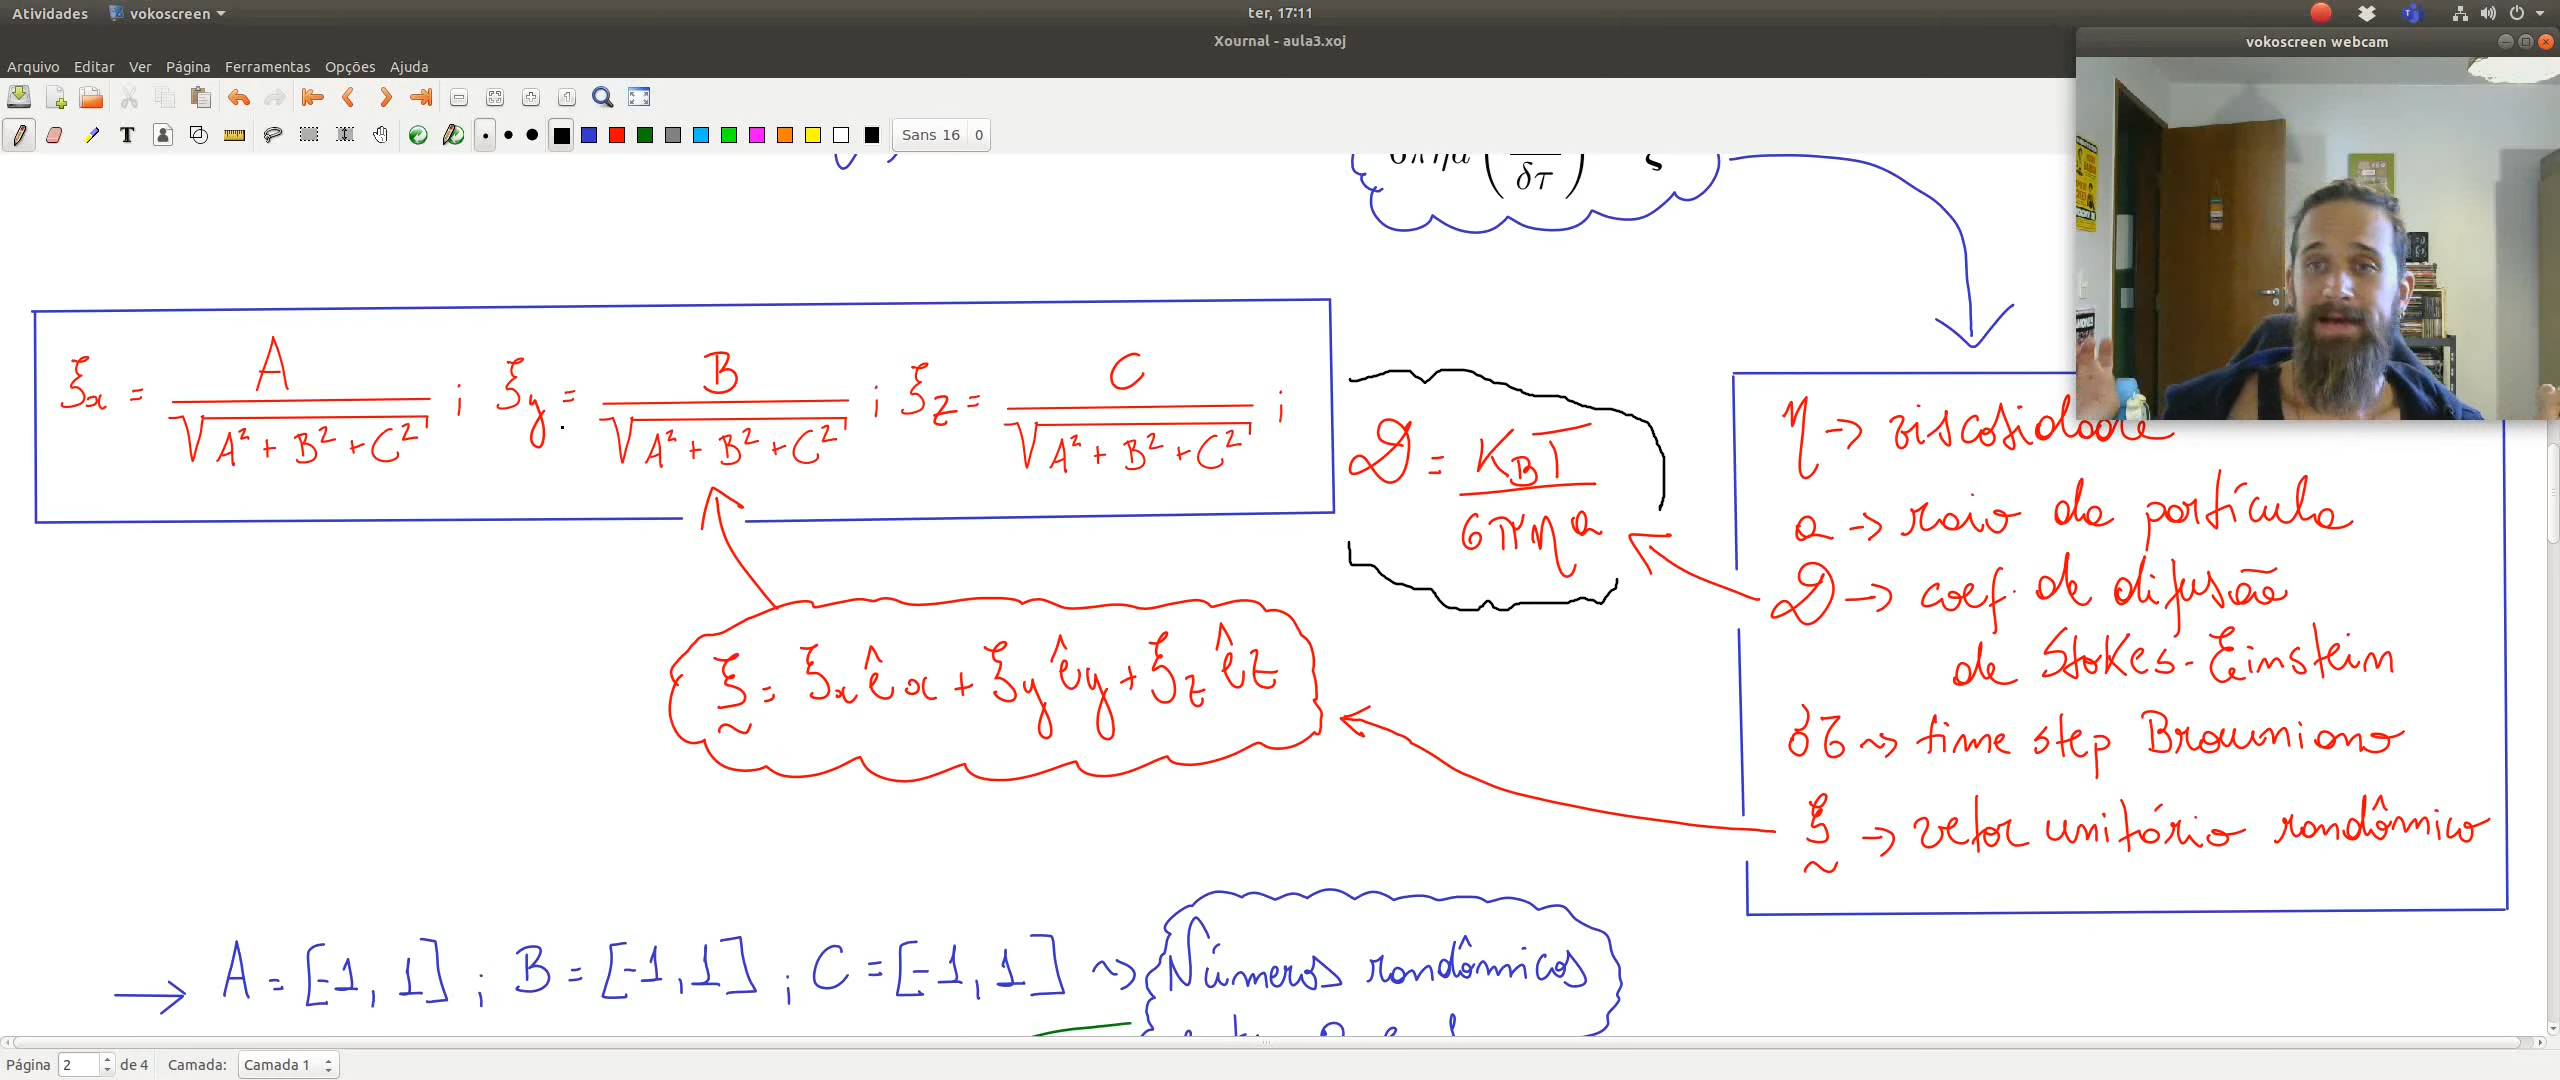 Atividades vokoscreen ter, 17:11
Xournal - aula3.xoj
vokoscreen webcam
Arquivo Editar Ver Página Ferramentas Opções Ajuda
Sans 16 0
6πηa ( / δτ ) ξ
ξx = A / √(A² + B² + C²) ; ξy = B / √(A² + B² + C²) ; ξz = C / √(A² + B² + C²) ;
𝒟 = KBT / 6πηa
η → viscosidade
a → raio da partícula
𝒟 → coef. de difusão
de Stokes-Einstein
δτ ~> time step Browniano
ξ → vetor unitário randômico
~
ξ = ξx êx + ξy êy + ξz êz
~
→ A = [-1, 1] ; B = [-1, 1] ; C = [-1, 1] ~> Números randômicos
Página 2 de 4 Camada: Camada 1